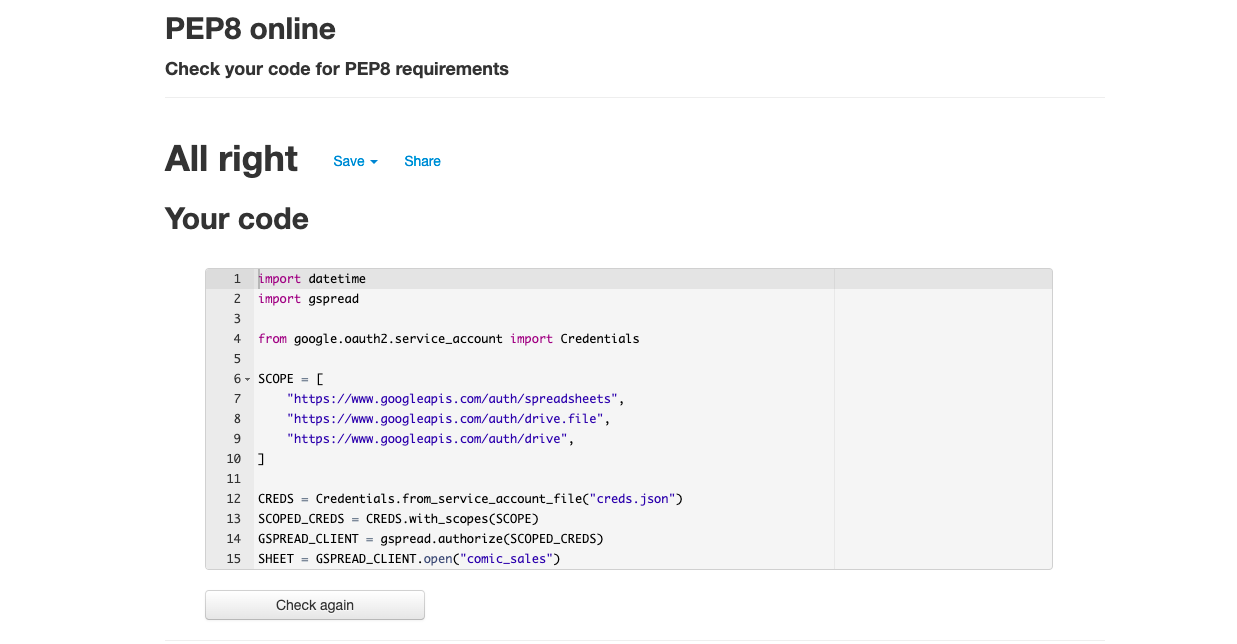 PEP8 online
Check your code for PEP8 requirements
All right Save Share
Your code
1 import datetime
2 import gspread
3
4 from google.oauth2.service_account import Credentials
5
6 SCOPE = [
7     "https://www.googleapis.com/auth/spreadsheets",
8     "https://www.googleapis.com/auth/drive.file",
9     "https://www.googleapis.com/auth/drive",
10 ]
11
12 CREDS = Credentials.from_service_account_file("creds.json")
13 SCOPED_CREDS = CREDS.with_scopes(SCOPE)
14 GSPREAD_CLIENT = gspread.authorize(SCOPED_CREDS)
15 SHEET = GSPREAD_CLIENT.open("comic_sales")
Check again